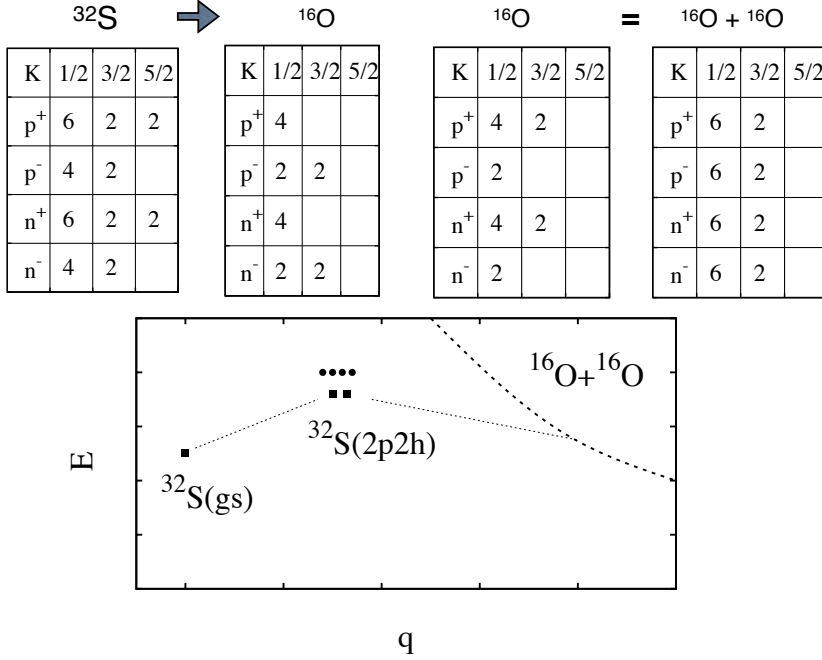 ³²S ¹⁶O ¹⁶O = ¹⁶O + ¹⁶O
K 1/2 3/2 5/2
p⁺ 6 2 2
p⁻ 4 2
n⁺ 6 2 2
n⁻ 4 2
K 1/2 3/2 5/2
p⁺ 4
p⁻ 2 2
n⁺ 4
n⁻ 2 2
K 1/2 3/2 5/2
p⁺ 4 2
p⁻ 2
n⁺ 4 2
n⁻ 2
K 1/2 3/2 5/2
p⁺ 6 2
p⁻ 6 2
n⁺ 6 2
n⁻ 6 2
¹⁶O+¹⁶O
³²S(2p2h)
³²S(gs)
E
q